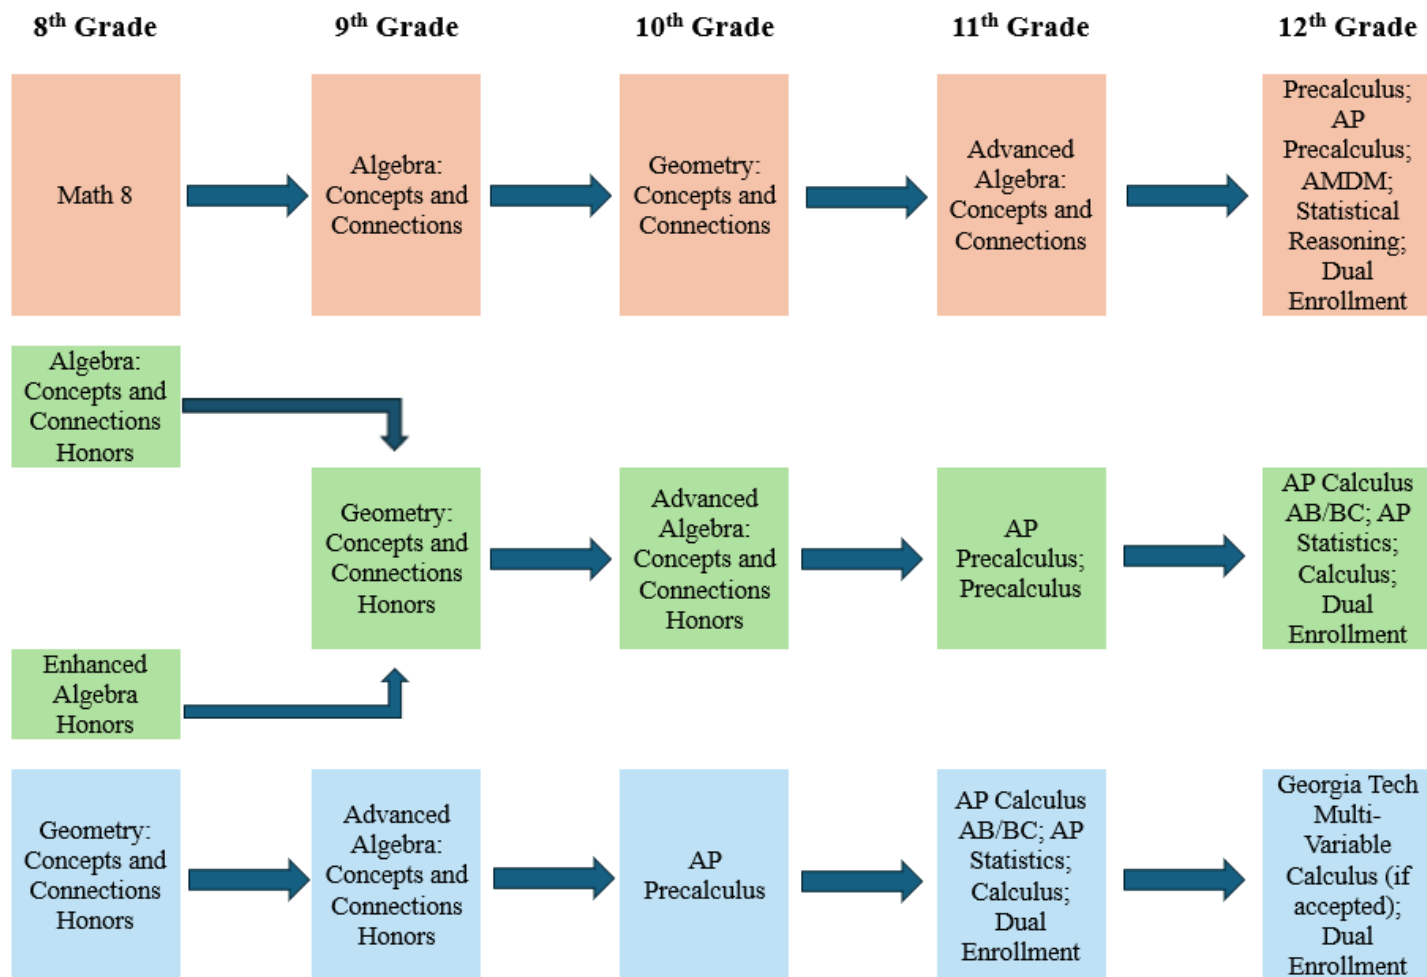 8th Grade
9th Grade
10th Grade
11th Grade
12th Grade
Math 8
Algebra:
Concepts and
Connections
Geometry:
Concepts and
Connections
Advanced
Algebra:
Concepts and
Connections
Precalculus;
AP
Precalculus;
AMDM;
Statistical
Reasoning;
Dual
Enrollment
Algebra:
Concepts and
Connections
Honors
Geometry:
Concepts and
Connections
Honors
Advanced
Algebra:
Concepts and
Connections
Honors
AP
Precalculus;
Precalculus
AP Calculus
AB/BC; AP
Statistics;
Calculus;
Dual
Enrollment
Enhanced
Algebra
Honors
Geometry:
Concepts and
Connections
Honors
Advanced
Algebra:
Concepts and
Connections
Honors
AP
Precalculus
AP Calculus
AB/BC; AP
Statistics;
Calculus;
Dual
Enrollment
Georgia Tech
Multi-
Variable
Calculus (if
accepted);
Dual
Enrollment